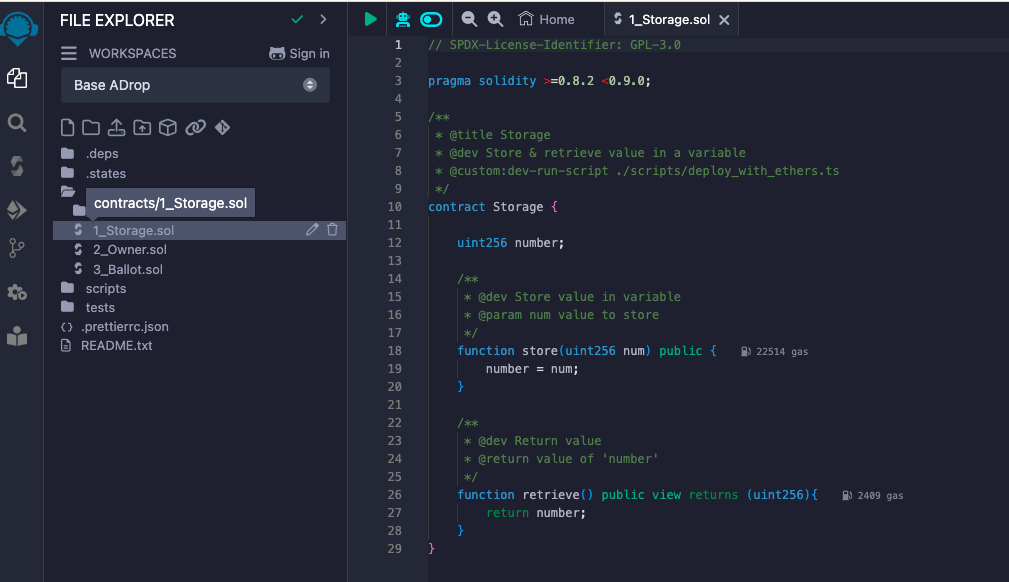 FILE EXPLORER
WORKSPACES
Sign in
Base ADrop
.deps
.states
contracts/1_Storage.sol
1_Storage.sol
2_Owner.sol
3_Ballot.sol
scripts
tests
.prettierrc.json
README.txt
Home
1_Storage.sol
1 // SPDX-License-Identifier: GPL-3.0
2
3 pragma solidity >=0.8.2 <0.9.0;
4
5 /**
6  * @title Storage
7  * @dev Store & retrieve value in a variable
8  * @custom:dev-run-script ./scripts/deploy_with_ethers.ts
9  */
10 contract Storage {
11
12     uint256 number;
13
14     /**
15      * @dev Store value in variable
16      * @param num value to store
17      */
18     function store(uint256 num) public {    22514 gas
19         number = num;
20     }
21
22     /**
23      * @dev Return value
24      * @return value of 'number'
25      */
26     function retrieve() public view returns (uint256){    2409 gas
27         return number;
28     }
29 }